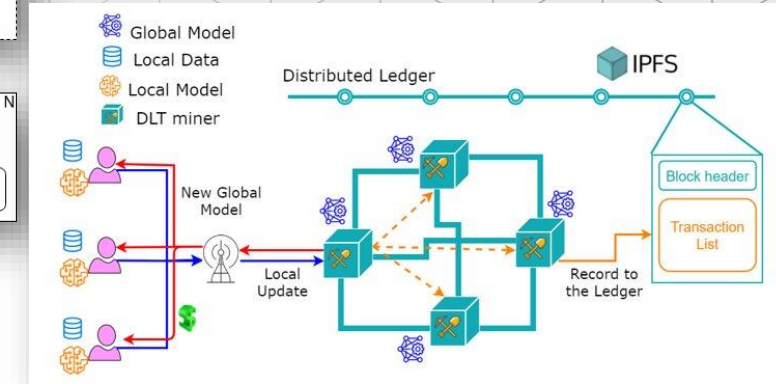 Global Model
Local Data
Local Model
DLT miner
Distributed Ledger
IPFS
N
New Global
Model
Local
Update
$
Record to
the Ledger
Block header
Transaction
List